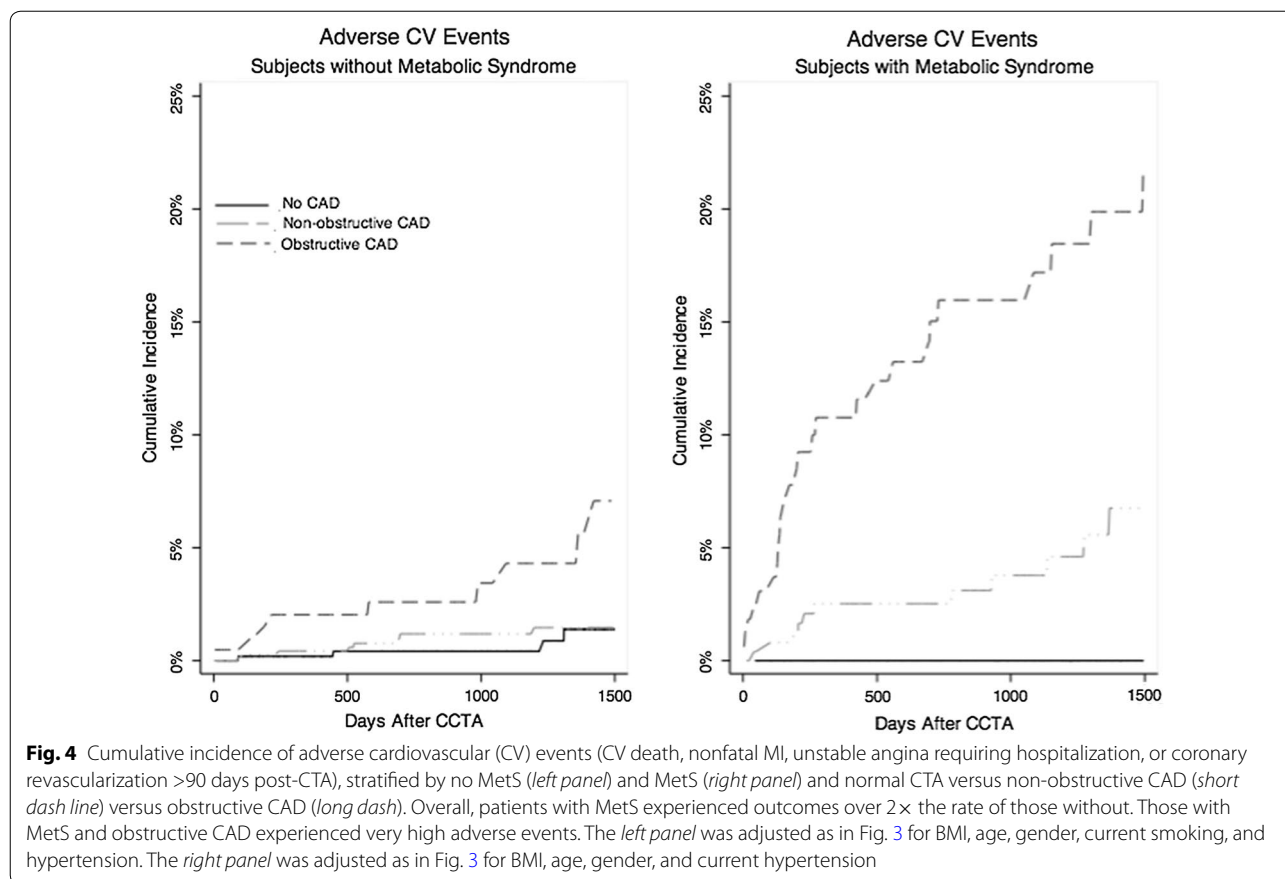 Adverse CV Events
Subjects without Metabolic Syndrome
25%
20%
15%
10%
5%
0%
Cumulative Incidence
No CAD
Non-obstructive CAD
Obstructive CAD
0
500
1000
1500
Days After CCTA
Adverse CV Events
Subjects with Metabolic Syndrome
25%
20%
15%
10%
5%
0%
Cumulative Incidence
0
500
1000
1500
Days After CCTA
Fig. 4 Cumulative incidence of adverse cardiovascular (CV) events (CV death, nonfatal MI, unstable angina requiring hospitalization, or coronary
revascularization >90 days post-CTA), stratified by no MetS (left panel) and MetS (right panel) and normal CTA versus non-obstructive CAD (short
dash line) versus obstructive CAD (long dash). Overall, patients with MetS experienced outcomes over 2× the rate of those without. Those with
MetS and obstructive CAD experienced very high adverse events. The left panel was adjusted as in Fig. 3 for BMI, age, gender, current smoking, and
hypertension. The right panel was adjusted as in Fig. 3 for BMI, age, gender, and current hypertension